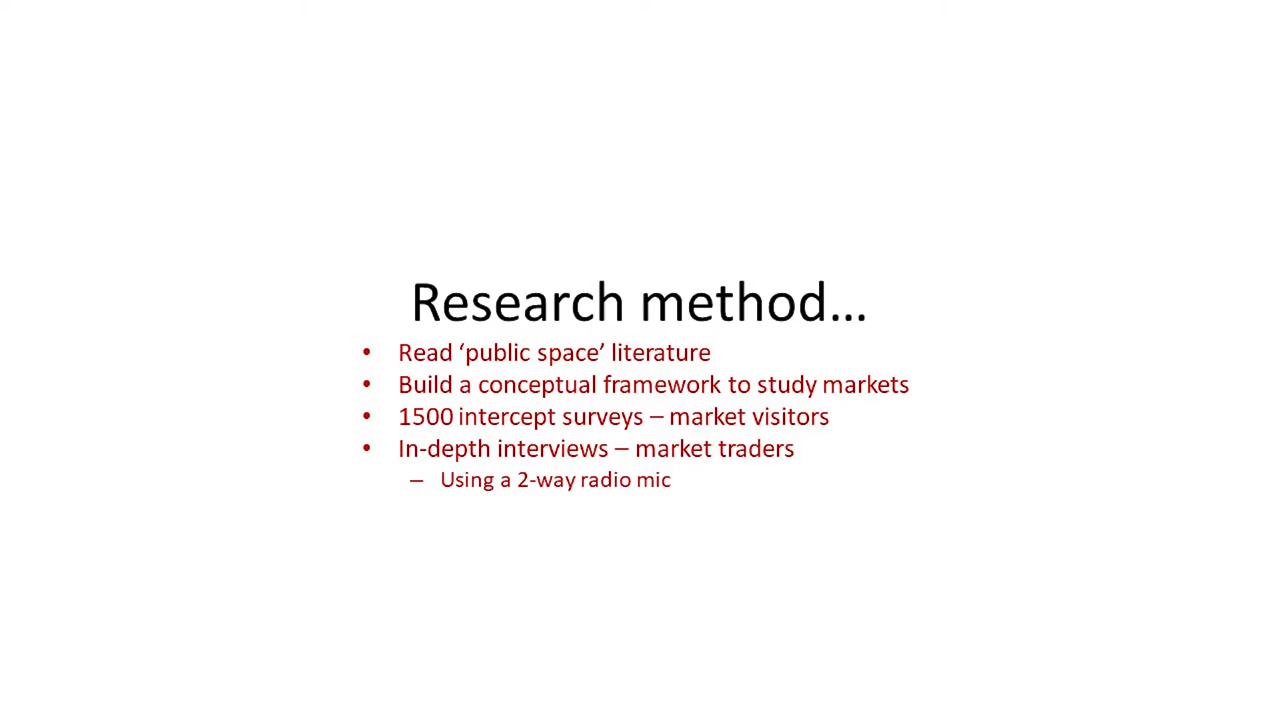 Research method...
• Read ‘public space’ literature
• Build a conceptual framework to study markets
• 1500 intercept surveys – market visitors
• In-depth interviews – market traders
– Using a 2-way radio mic